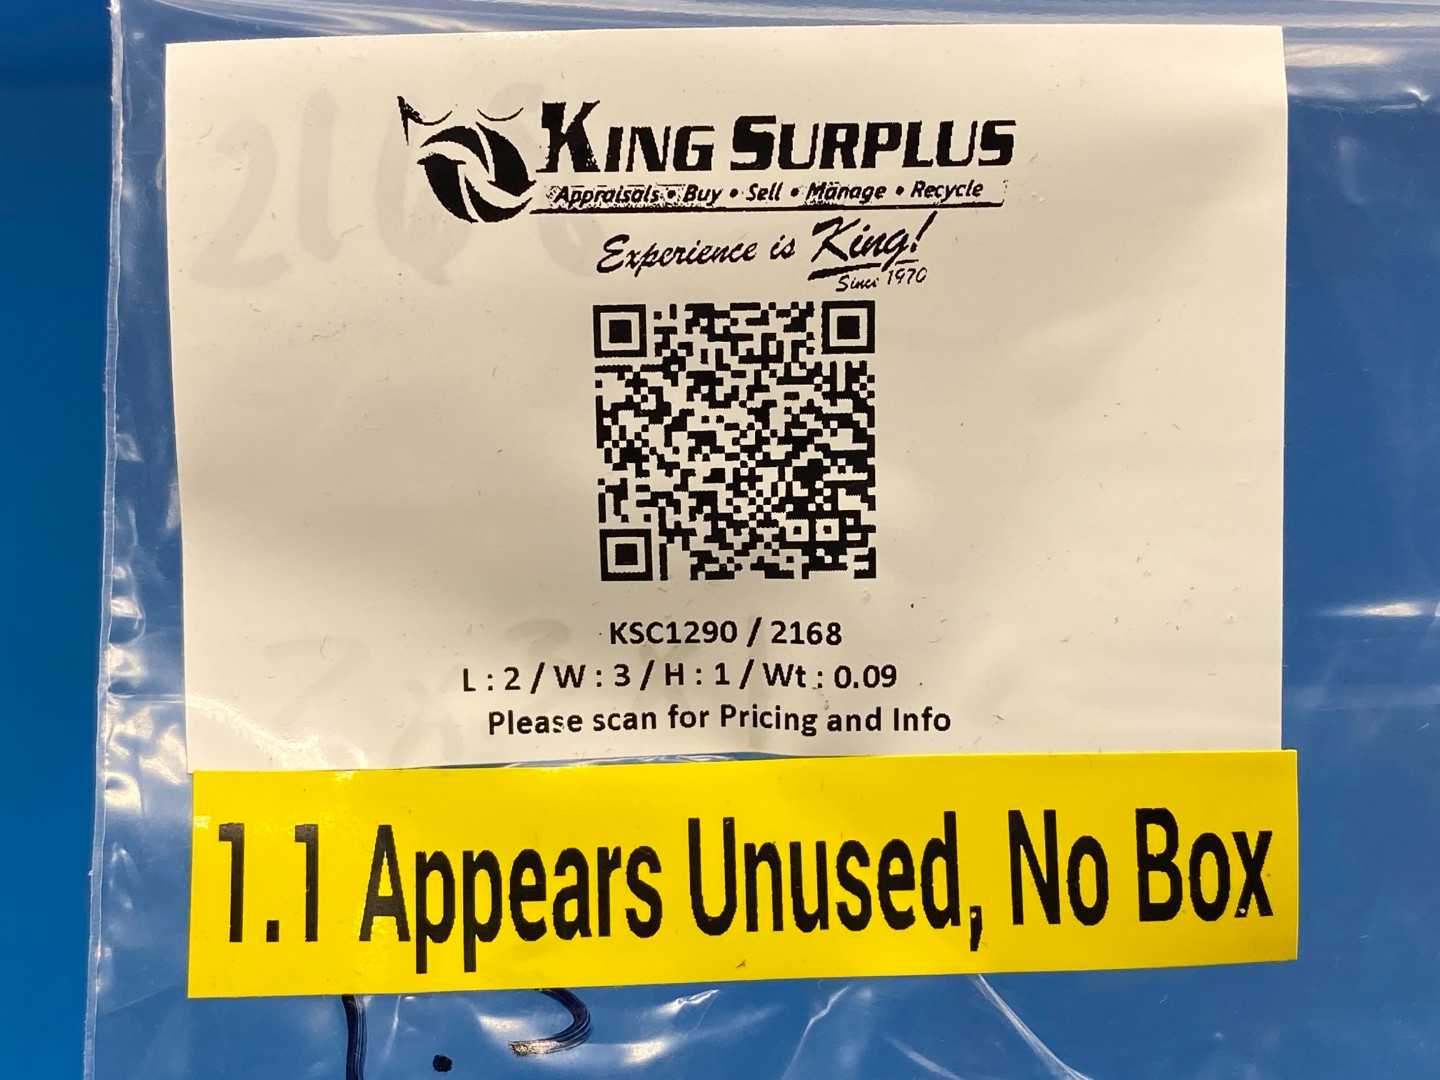 KING SURPLUS
Appraisals • Buy • Sell • Manage • Recycle
Experience is King!
Since 1970
KSC1290 / 2168
L : 2 / W : 3 / H : 1 / Wt : 0.09
Please scan for Pricing and Info
1.1 Appears Unused, No Box